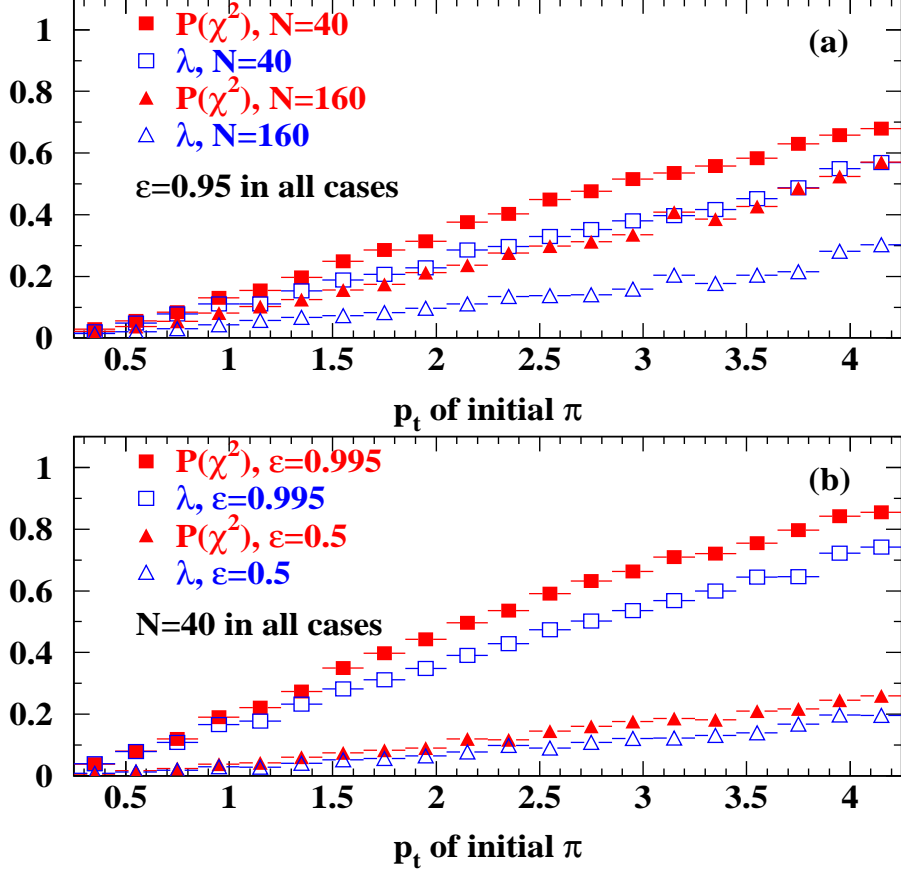 1
0.8
0.6
0.4
0.2
0
P(χ²), N=40
λ, N=40
P(χ²), N=160
λ, N=160
ε=0.95 in all cases
(a)
0.5 1 1.5 2 2.5 3 3.5 4
pₜ of initial π
1
0.8
0.6
0.4
0.2
0
P(χ²), ε=0.995
λ, ε=0.995
P(χ²), ε=0.5
λ, ε=0.5
N=40 in all cases
(b)
0.5 1 1.5 2 2.5 3 3.5 4
pₜ of initial π